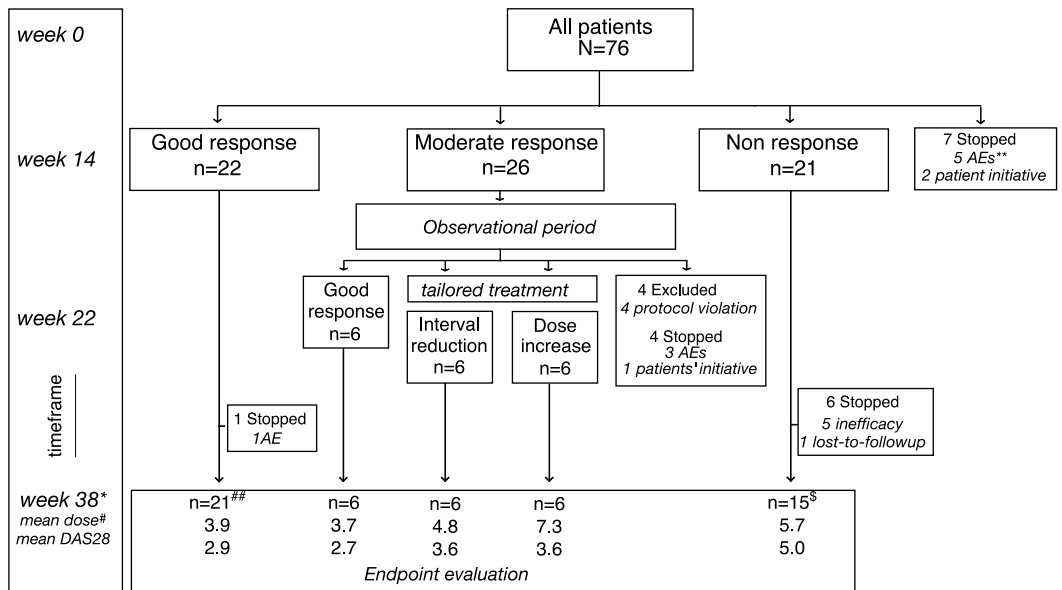 week 0
All patients
N=76
week 14
Good response
n=22
Moderate response
n=26
Non response
n=21
7 Stopped
5 AEs**
2 patient initiative
Observational period
week 22
Good
response
n=6
tailored treatment
Interval
reduction
n=6
Dose
increase
n=6
4 Excluded
4 protocol violation
4 Stopped
3 AEs
1 patients' initiative
timeframe
1 Stopped
1AE
6 Stopped
5 inefficacy
1 lost-to-followup
week 38* n=21## n=6 n=6 n=6 n=15$
mean dose# 3.9 3.7 4.8 7.3 5.7
mean DAS28 2.9 2.7 3.6 3.6 5.0
Endpoint evaluation